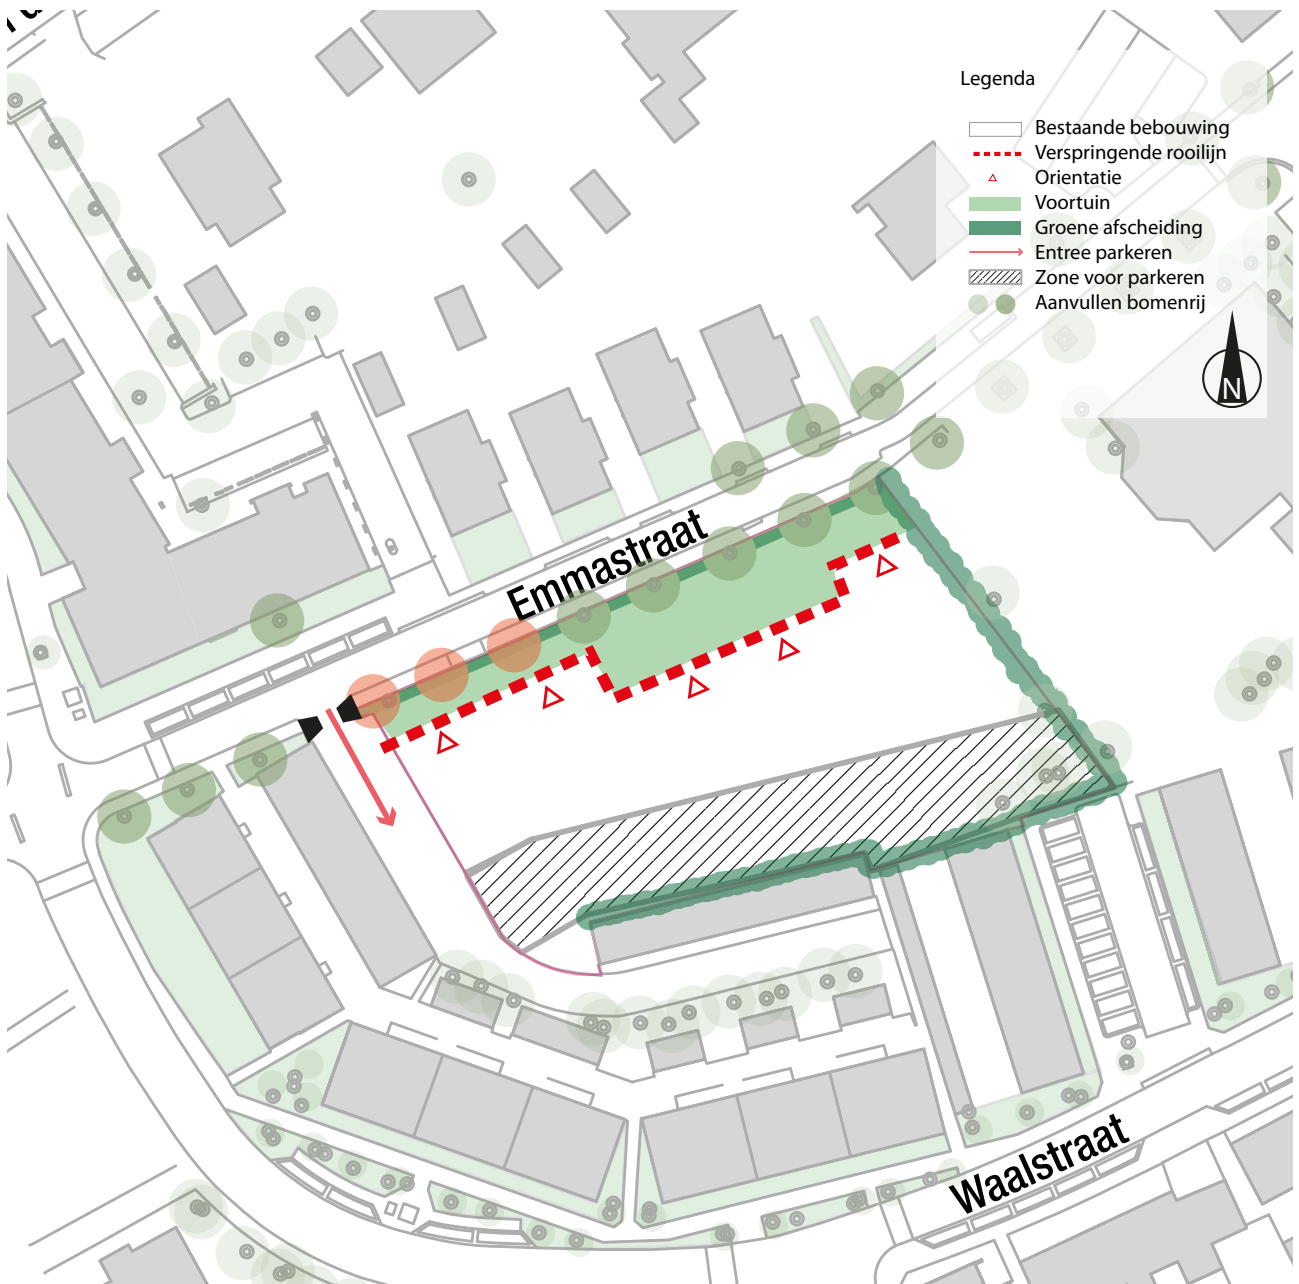 Legenda
Bestaande bebouwing
Verspringende rooilijn
Orientatie
Voortuin
Groene afscheiding
Entree parkeren
Zone voor parkeren
Aanvullen bomenrij
N
Emmastraat
Waalstraat